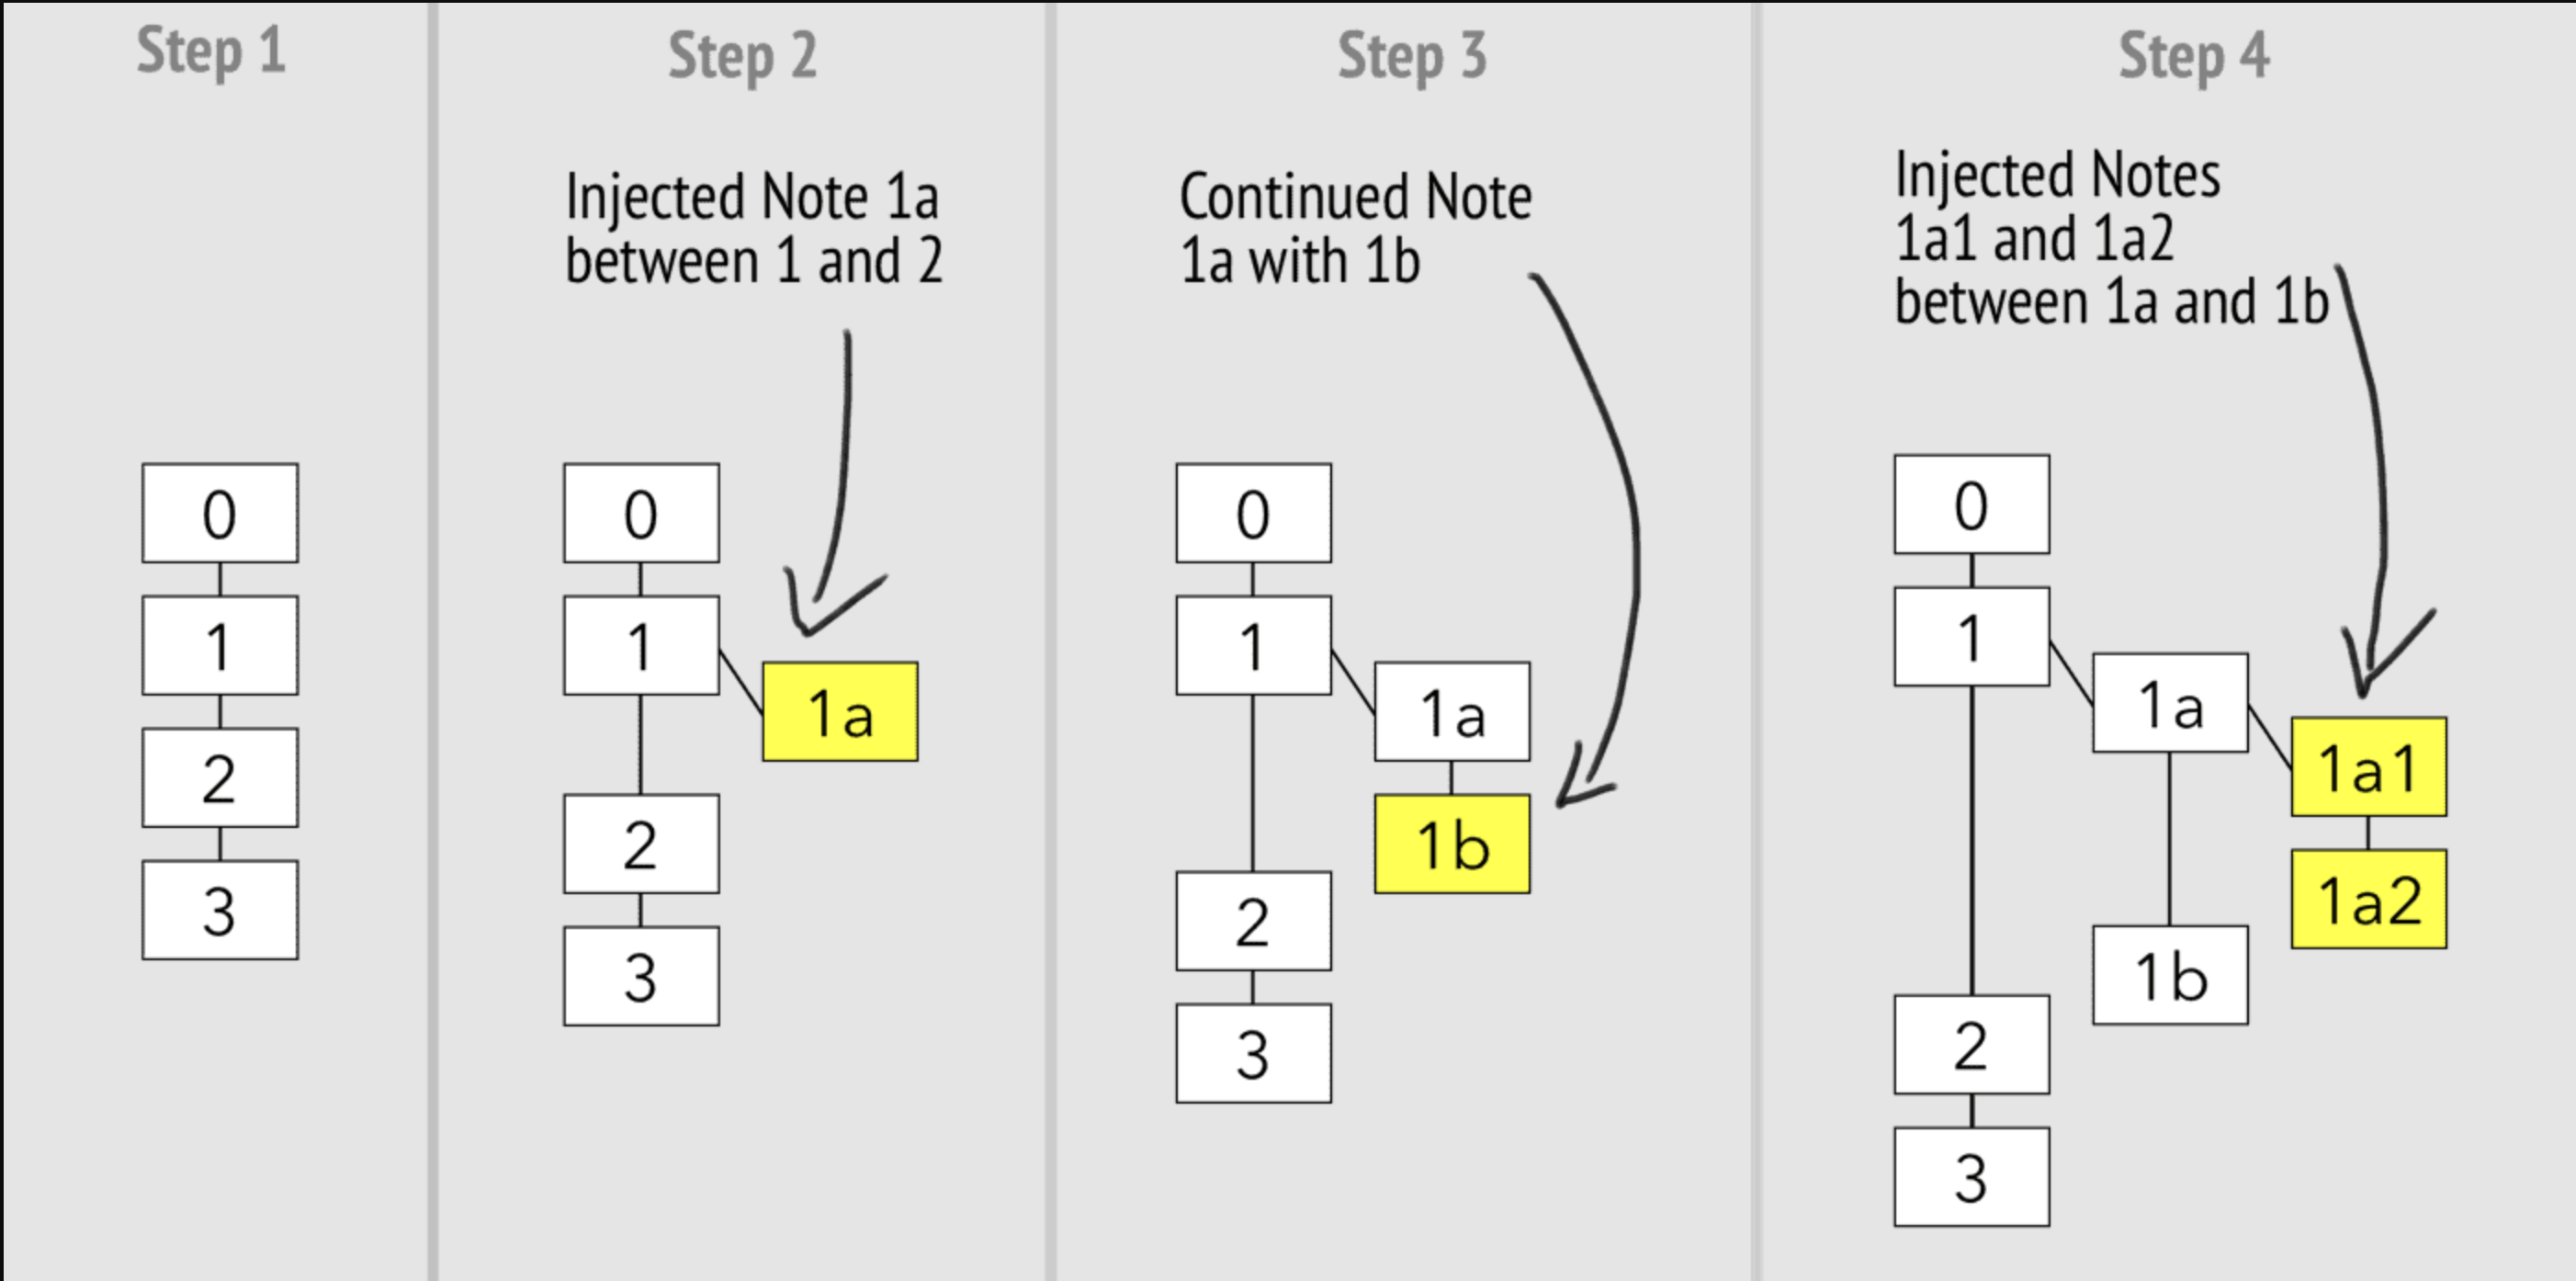 Step 1
0
1
2
3
Step 2
Injected Note 1a
between 1 and 2
0
1
1a
2
3
Step 3
Continued Note
1a with 1b
0
1
1a
1b
2
3
Step 4
Injected Notes
1a1 and 1a2
between 1a and 1b
0
1
1a
1a1
1a2
1b
2
3